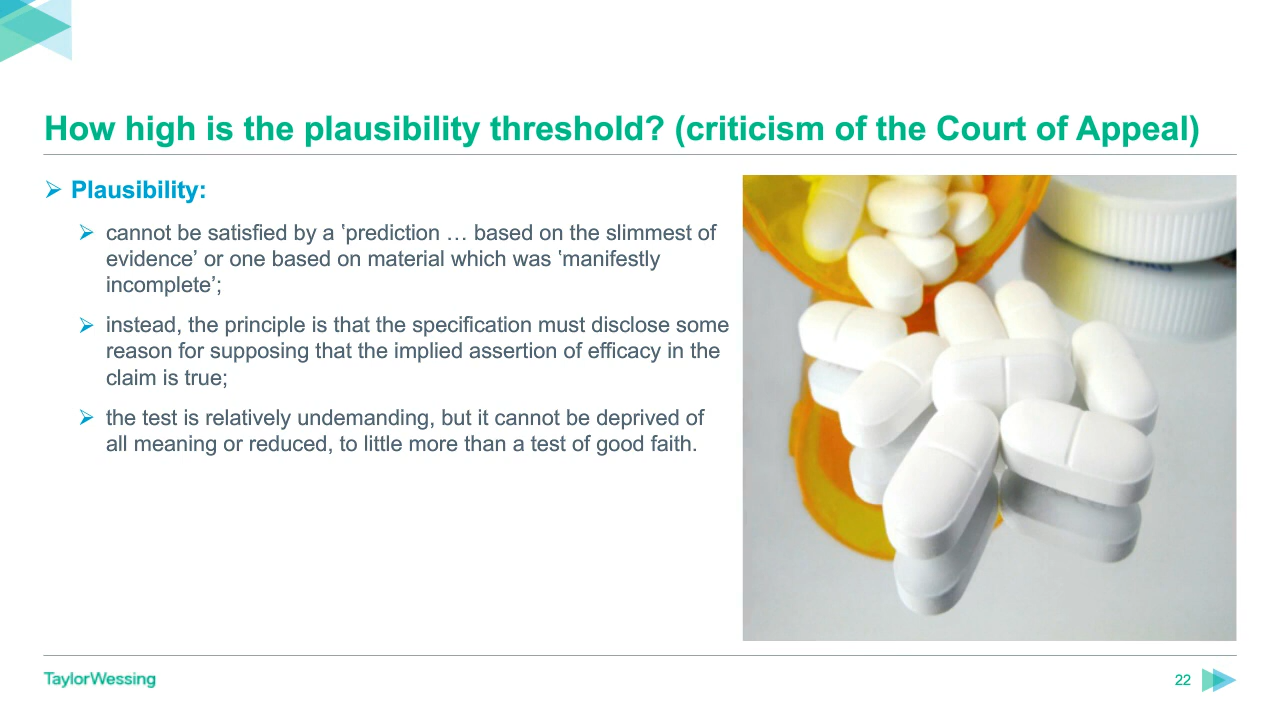 How high is the plausibility threshold? (criticism of the Court of Appeal)
Plausibility:
cannot be satisfied by a ‘prediction … based on the slimmest of
evidence’ or one based on material which was ‘manifestly
incomplete’;
instead, the principle is that the specification must disclose some
reason for supposing that the implied assertion of efficacy in the
claim is true;
the test is relatively undemanding, but it cannot be deprived of
all meaning or reduced, to little more than a test of good faith.
TaylorWessing
22